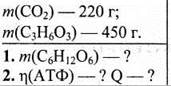 m(CO₂) — 220 г;
m(C₃H₆O₃) — 450 г.
1. m(C₆H₁₂O₆) — ?
2. η(АТФ) — ? Q — ?